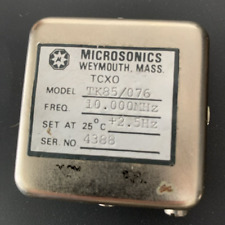 MICROSONICS
WEYMOUTH, MASS.
TCXO
MODEL TK85/076
FREQ. 10.000MHz
SET AT 25°C +2.5Hz
SER. NO 4388